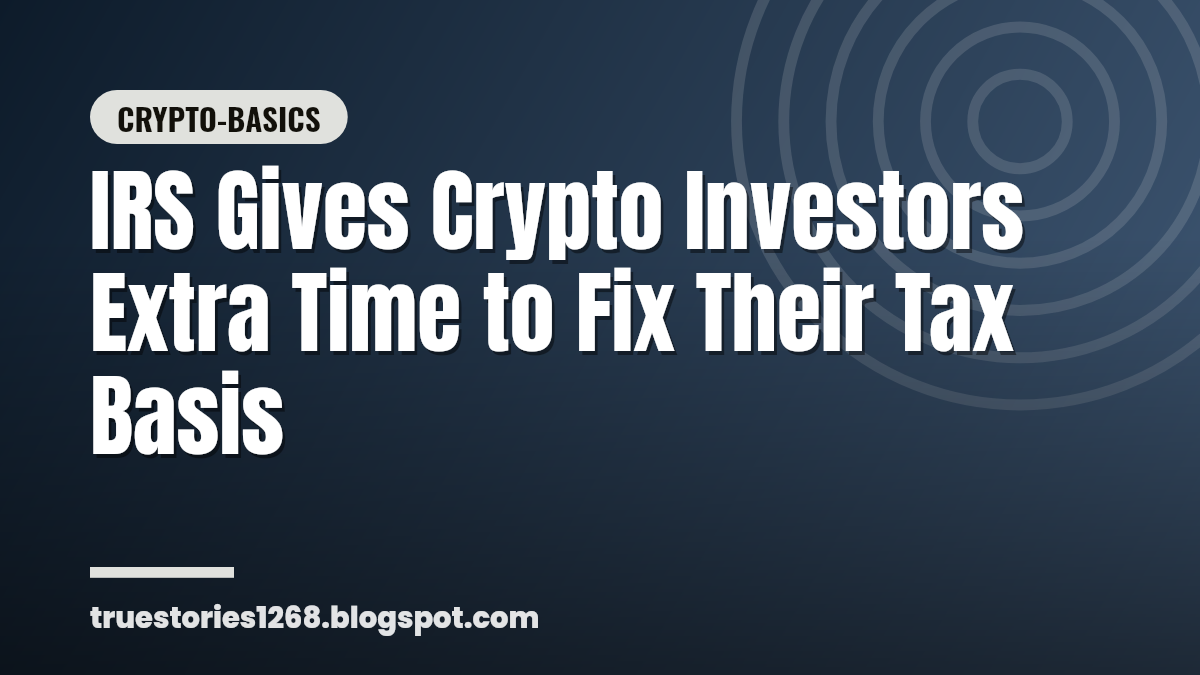 CRYPTO-BASICS
IRS Gives Crypto Investors
Extra Time to Fix Their Tax
Basis
truestories1268.blogspot.com